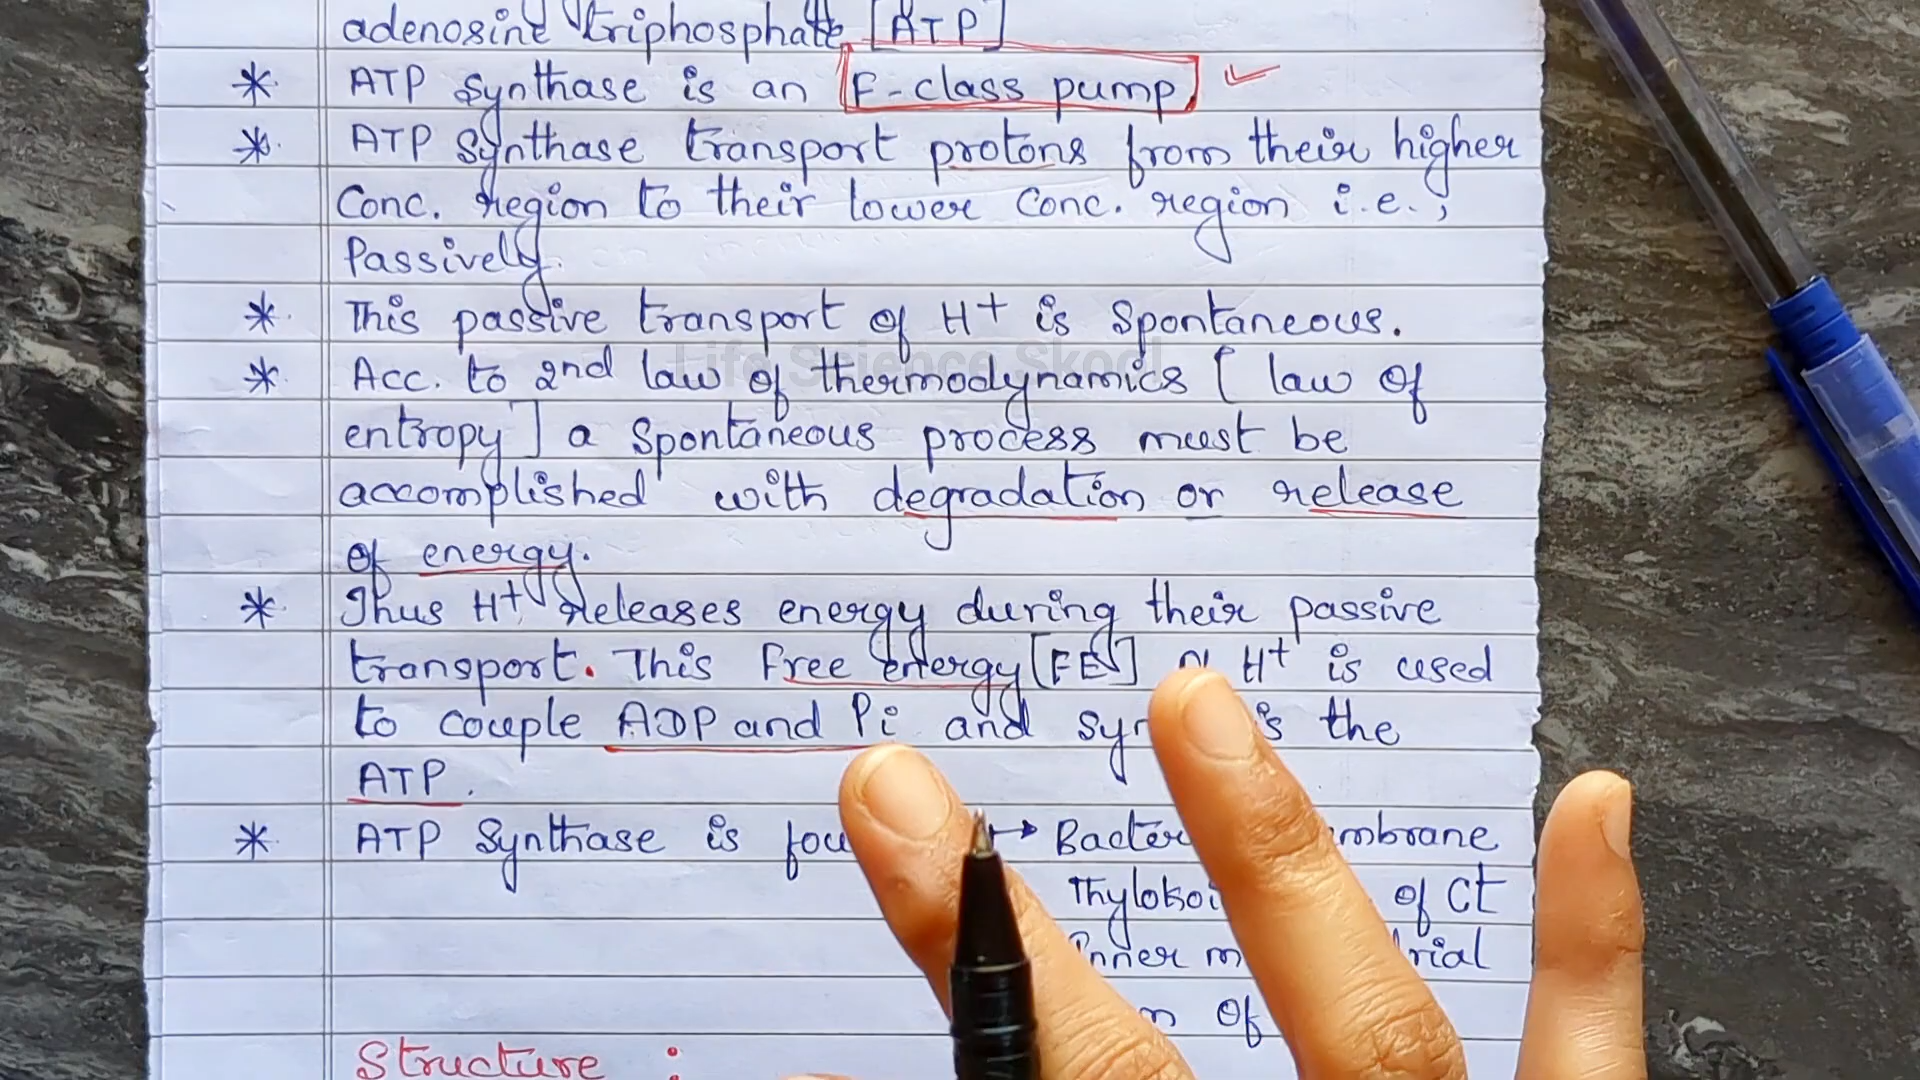 adenosine triphosphate [ATP]
* ATP synthase is an F-class pump ✓
* ATP Synthase transport protons from their higher
Conc. region to their lower conc. region i.e.,
Passively.
* This passive transport of H+ is spontaneous.
Life Science Skool
* Acc. to 2nd law of thermodynamics [ law of
entropy ] a spontaneous process must be
accomplished with degradation or release
of energy.
* Thus H+ releases energy during their passive
transport. This Free energy [FE] H+ is used
to couple ADP and Pi and the
ATP.
* ATP Synthase is → 
of Ct
Inner
of
Structure :